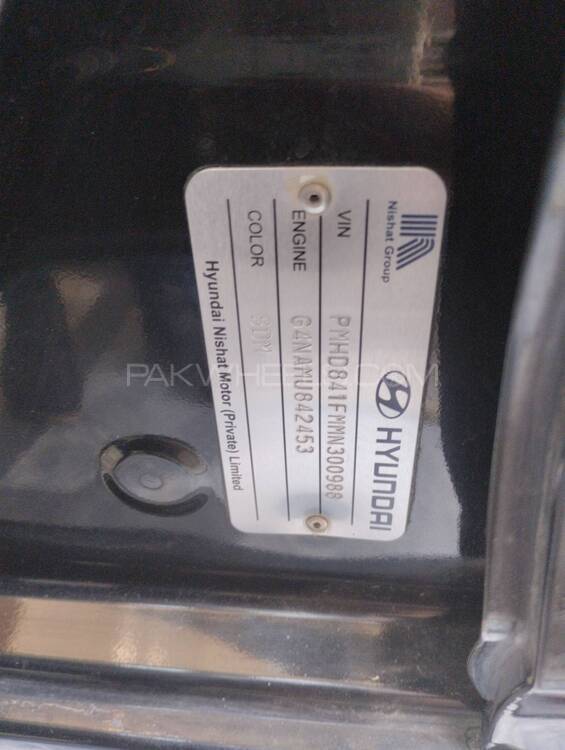 Nishat Group
HYUNDAI
VIN PMHD841FMMN300988
ENGINE G4NAMU842453
COLOR
Hyundai Nishat Motor (Private) Limited
PAKWHEELS.COM